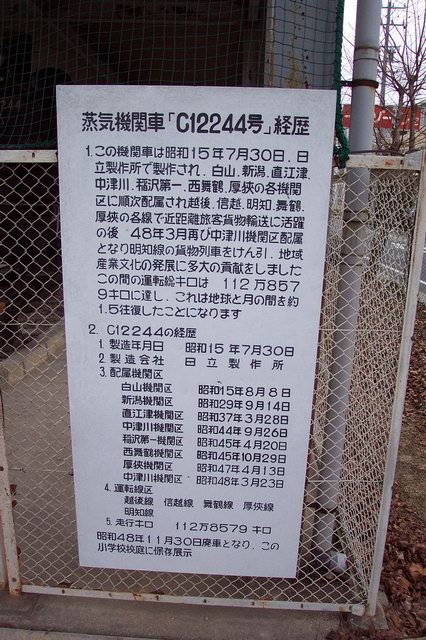 蒸気機関車「C12244号」経歴
1.この機関車は昭和15年7月30日．日
立製作所で製作され．白山．新潟．直江津．
中津川．稲沢第一．西舞鶴．厚狭の各機関
区に順次配属され越後．信越．明知．舞鶴．
厚狭の各線で近距離旅客貨物輸送に活躍
の後　48年3月再び中津川機関区配属
となり明知線の貨物列車をけん引．地域
産業文化の発展に多大の貢献をしました
この間の運転総キロは　112万857
9キロに達し．これは地球と月の間を約
1.5往復したことになります
2. C12244の経歴
1. 製造年月日　昭和15年7月30日
2. 製造会社　日立製作所
3. 配属機関区
白山機関区　昭和15年8月8日
新潟機関区　昭和29年9月14日
直江津機関区　昭和37年3月28日
中津川機関区　昭和44年9月26日
稲沢第一機関区　昭和45年4月20日
西舞鶴機関区　昭和45年10月29日
厚狭機関区　昭和47年4月13日
中津川機関区　昭和48年3月23日
4. 運転線区
越後線　信越線　舞鶴線　厚狭線
明知線
5. 走行キロ　112万8579キロ
昭和48年11月30日廃車となり．この
小学校校庭に保存展示